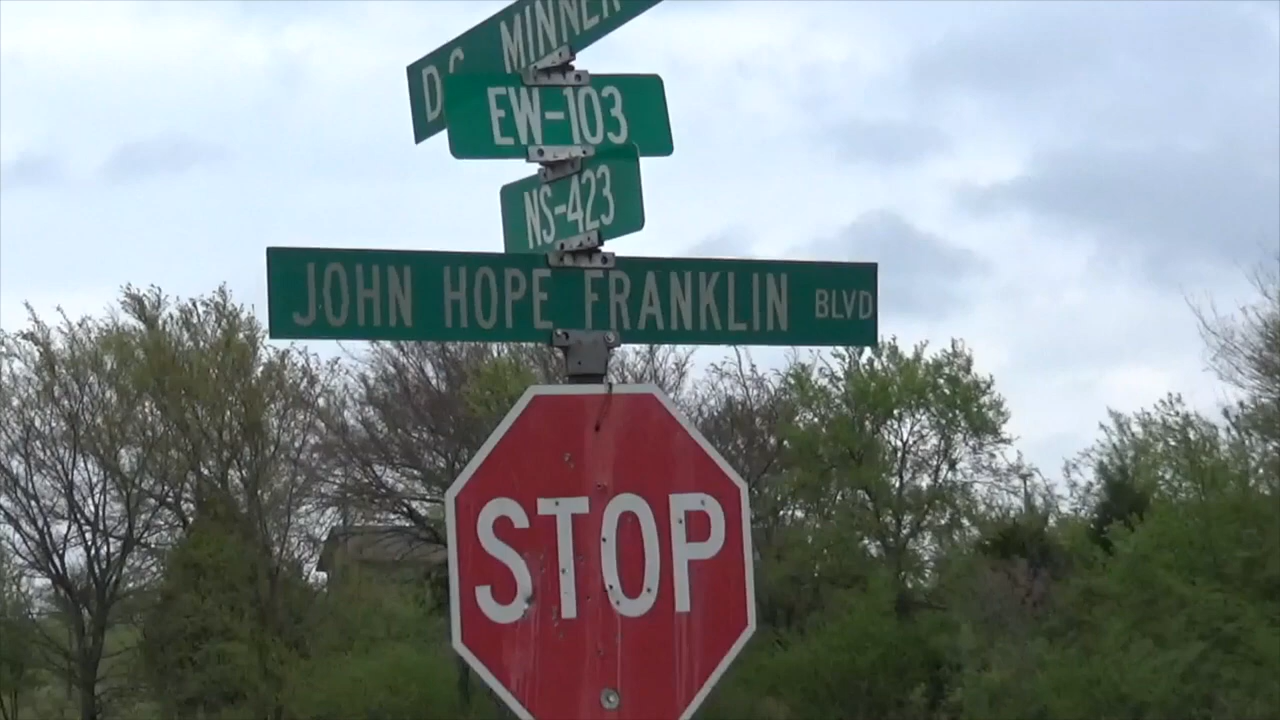 D.C. MINNER
EW-103
NS-423
JOHN HOPE FRANKLIN BLVD
STOP